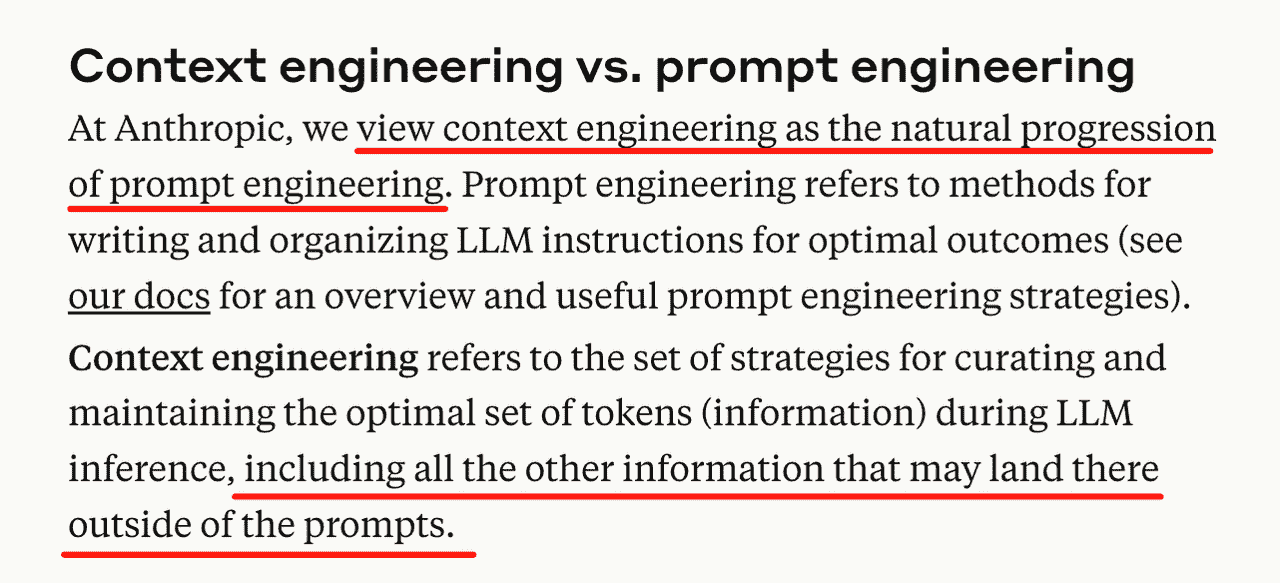 Context engineering vs. prompt engineering
At Anthropic, we view context engineering as the natural progression
of prompt engineering. Prompt engineering refers to methods for
writing and organizing LLM instructions for optimal outcomes (see
our docs for an overview and useful prompt engineering strategies).
Context engineering refers to the set of strategies for curating and
maintaining the optimal set of tokens (information) during LLM
inference, including all the other information that may land there
outside of the prompts.